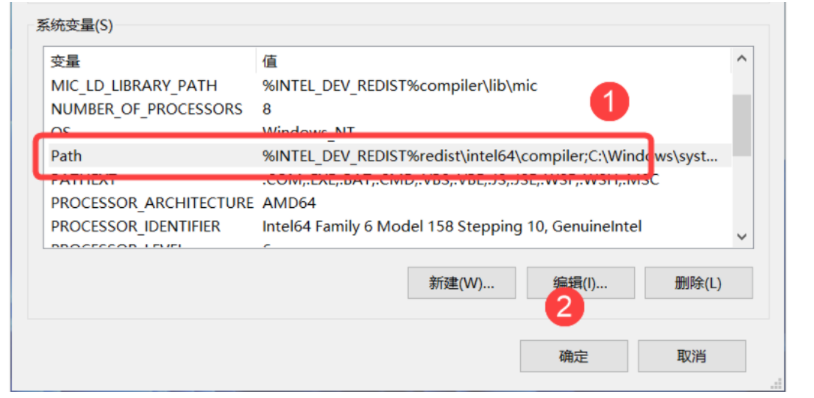 系统变量(S)
变量 值
MIC_LD_LIBRARY_PATH %INTEL_DEV_REDIST%compiler\lib\mic
NUMBER_OF_PROCESSORS 8
OS Windows_NT
1
Path %INTEL_DEV_REDIST%redist\intel64\compiler;C:\Windows\syst...
PATHEXT .COM;.EXE;.BAT;.CMD;.VBS;.VBE;.JS;.JSE;.WSF;.WSH;.MSC
PROCESSOR_ARCHITECTURE AMD64
PROCESSOR_IDENTIFIER Intel64 Family 6 Model 158 Stepping 10, GenuineIntel
PROCESSOR_LEVEL 6
新建(W)... 编辑(I)... 删除(L)
2
确定 取消